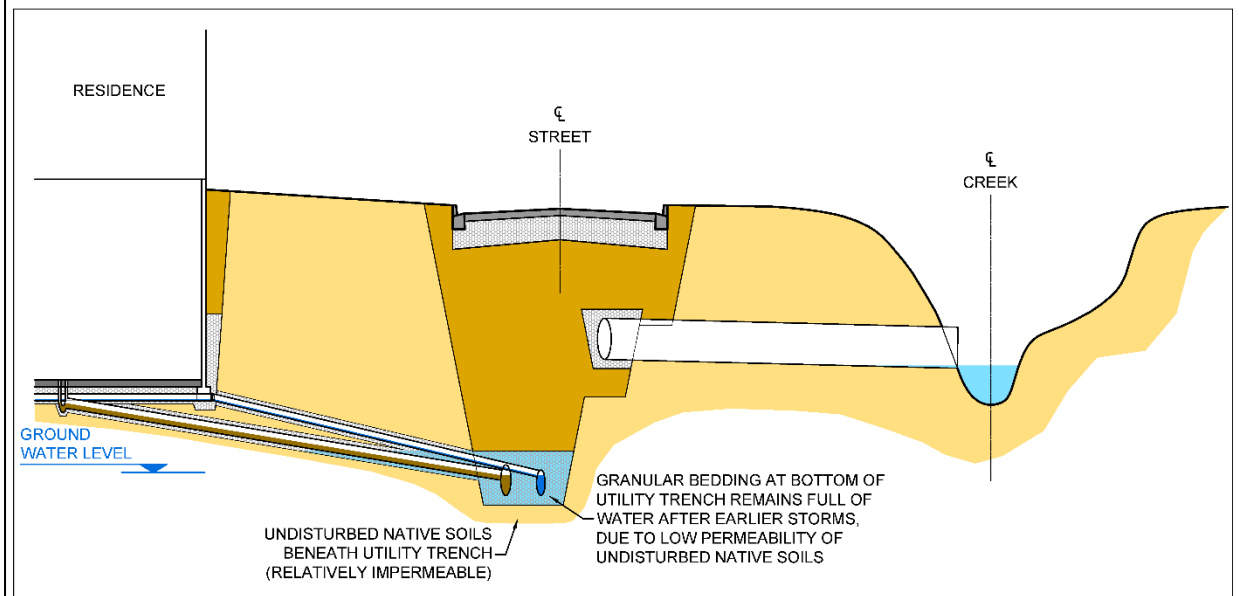 RESIDENCE
℄
STREET
℄
CREEK
GROUND
WATER LEVEL
UNDISTURBED NATIVE SOILS
BENEATH UTILITY TRENCH
(RELATIVELY IMPERMEABLE)
GRANULAR BEDDING AT BOTTOM OF
UTILITY TRENCH REMAINS FULL OF
WATER AFTER EARLIER STORMS,
DUE TO LOW PERMEABILITY OF
UNDISTURBED NATIVE SOILS